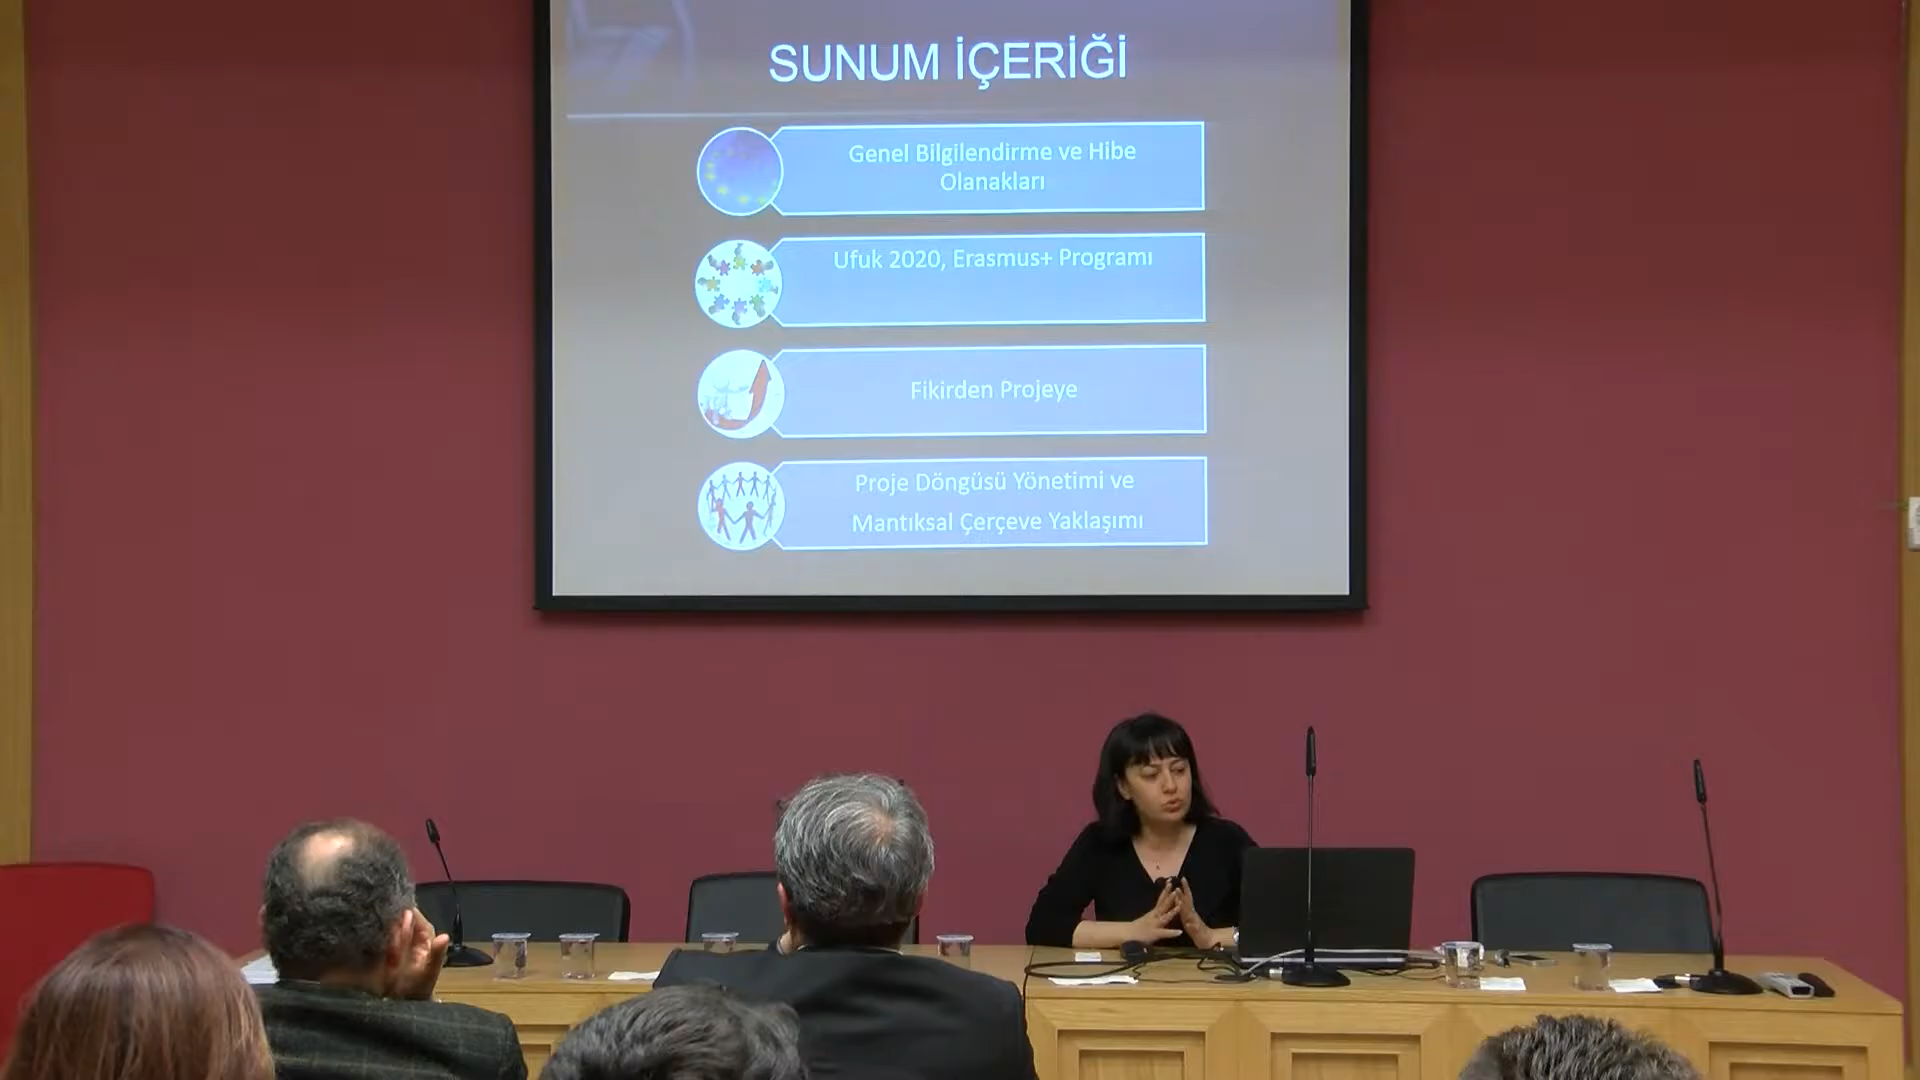 SUNUM İÇERİĞİ
Genel Bilgilendirme ve Hibe
Olanakları
Ufuk 2020, Erasmus+ Programı
Fikirden Projeye
Proje Döngüsü Yönetimi ve
Mantıksal Çerçeve Yaklaşımı